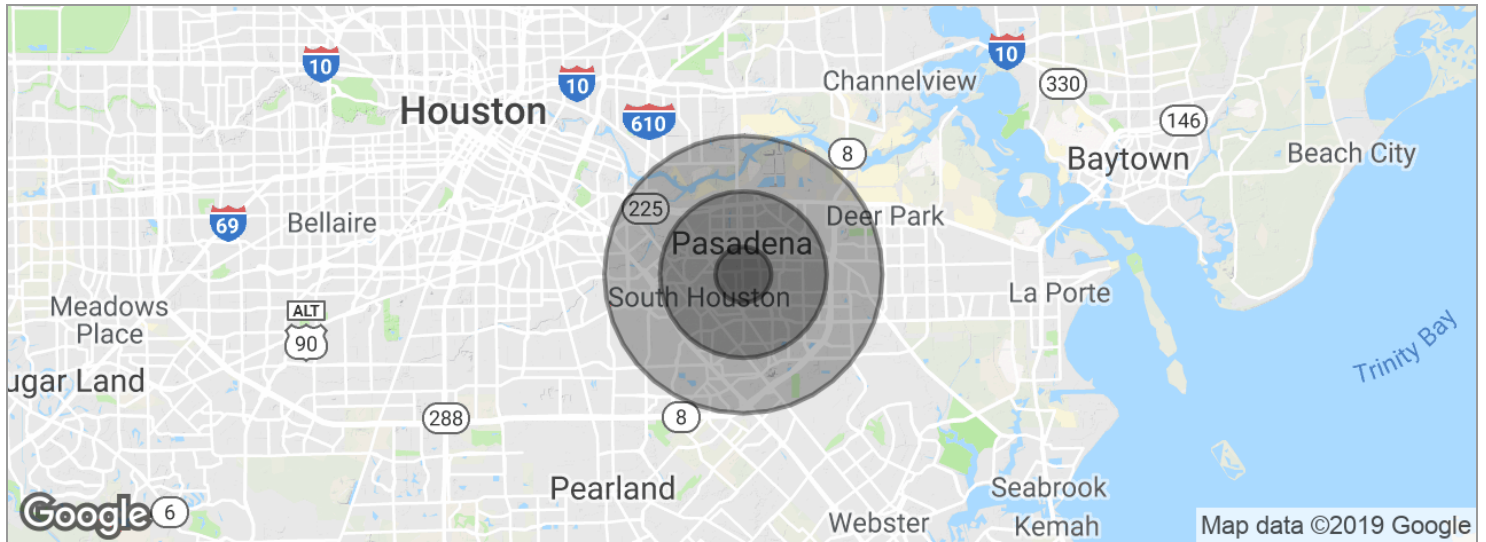 10
10
10
Channelview
330
Houston
610
146
8
Baytown
Beach City
225
Deer Park
69
Bellaire
Pasadena
La Porte
South Houston
Meadows
Place
ALT
90
Trinity Bay
ugar Land
288
8
Pearland
Seabrook
Google
6
Webster
Kemah
Map data ©2019 Google